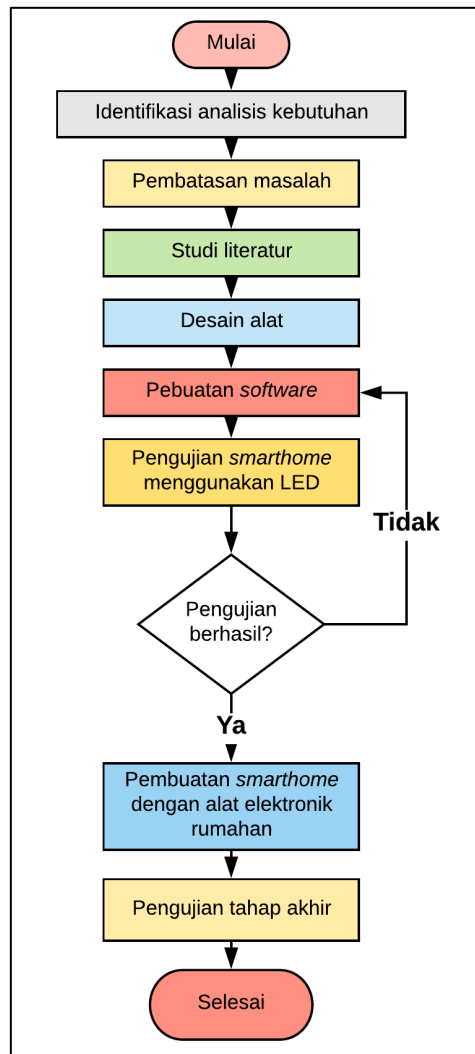 Mulai
Identifikasi analisis kebutuhan
Pembatasan masalah
Studi literatur
Desain alat
Pebuatan software
Pengujian smarthome
menggunakan LED
Tidak
Pengujian
berhasil?
Ya
Pembuatan smarthome
dengan alat elektronik
rumahan
Pengujian tahap akhir
Selesai